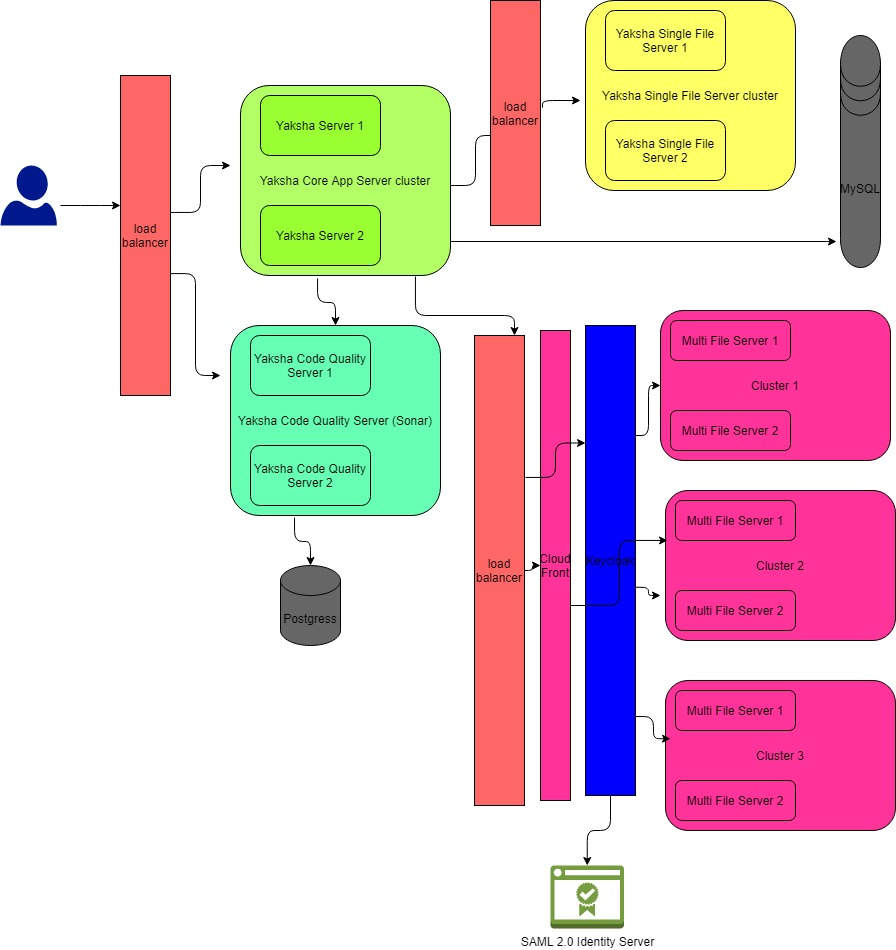 load
balancer
Yaksha Server 1
Yaksha Core App Server cluster
Yaksha Server 2
load
balancer
Yaksha Single File
Server 1
Yaksha Single File Server cluster
Yaksha Single File
Server 2
MySQL
Yaksha Code Quality
Server 1
Yaksha Code Quality Server (Sonar)
Yaksha Code Quality
Server 2
Postgress
load
balancer
Cloud
Front
Keycloak
Multi File Server 1
Cluster 1
Multi File Server 2
Multi File Server 1
Cluster 2
Multi File Server 2
Multi File Server 1
Cluster 3
Multi File Server 2
SAML 2.0 Identity Server